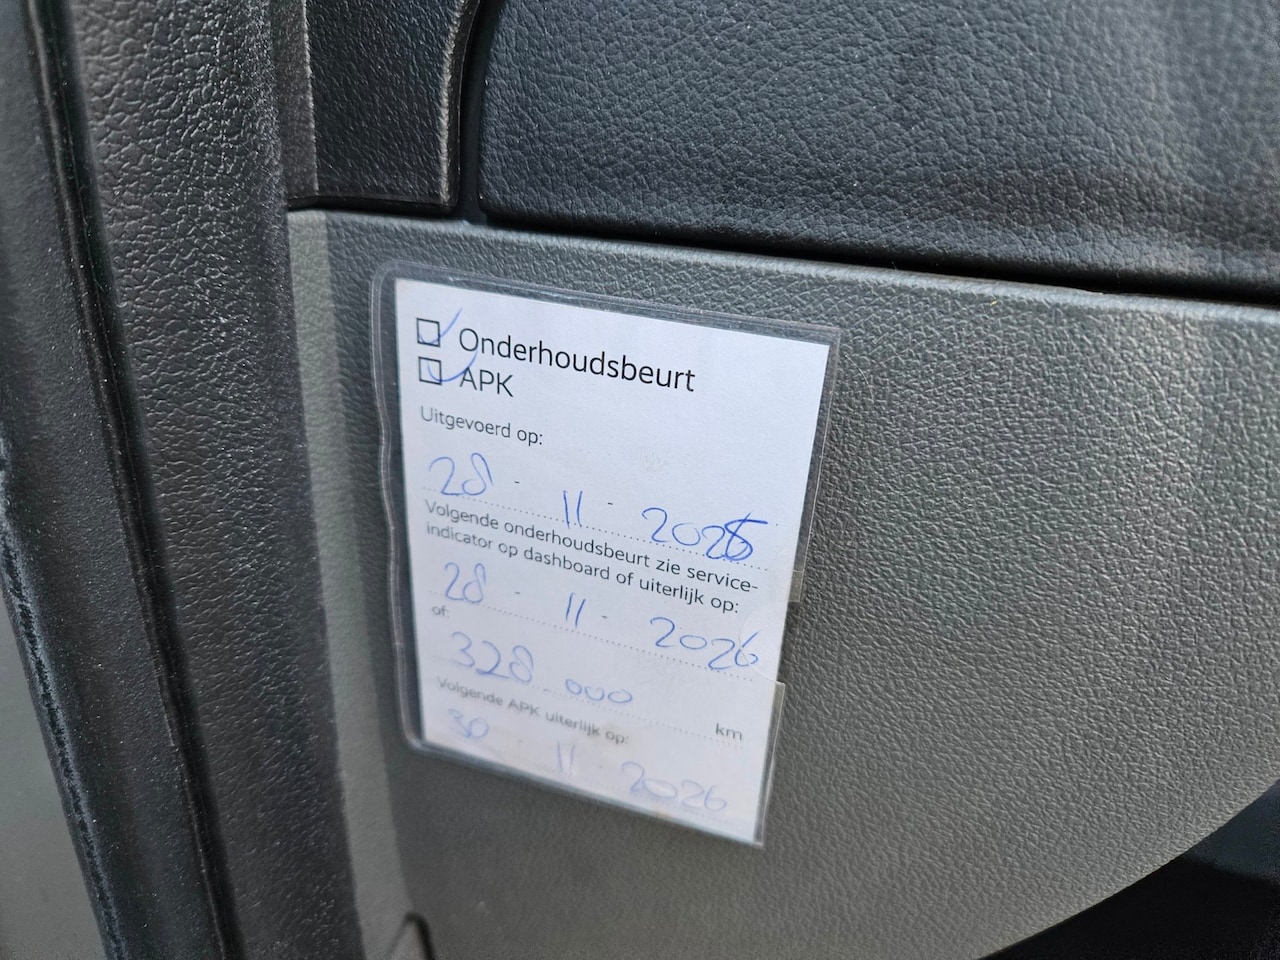 Onderhoudsbeurt
APK
Uitgevoerd op:
28 - 11 - 2025
Volgende onderhoudsbeurt zie service-
indicator op dashboard of uiterlijk op:
28 - 11 - 2026
of:
328.000 km
Volgende APK uiterlijk op:
30 11 2026